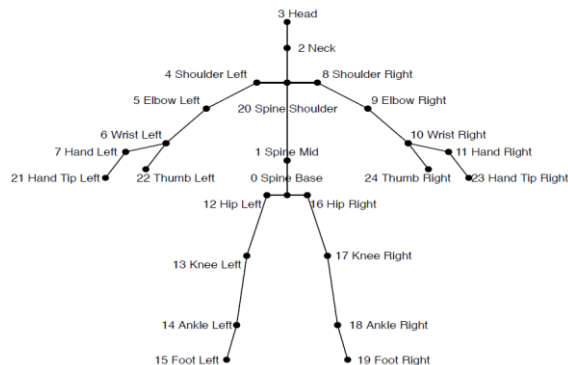 3 Head
2 Neck
4 Shoulder Left
8 Shoulder Right
5 Elbow Left
20 Spine Shoulder
9 Elbow Right
6 Wrist Left
10 Wrist Right
7 Hand Left
1 Spine Mid
11 Hand Right
21 Hand Tip Left
22 Thumb Left
0 Spine Base
24 Thumb Right
23 Hand Tip Right
12 Hip Left
16 Hip Right
13 Knee Left
17 Knee Right
14 Ankle Left
18 Ankle Right
15 Foot Left
19 Foot Right